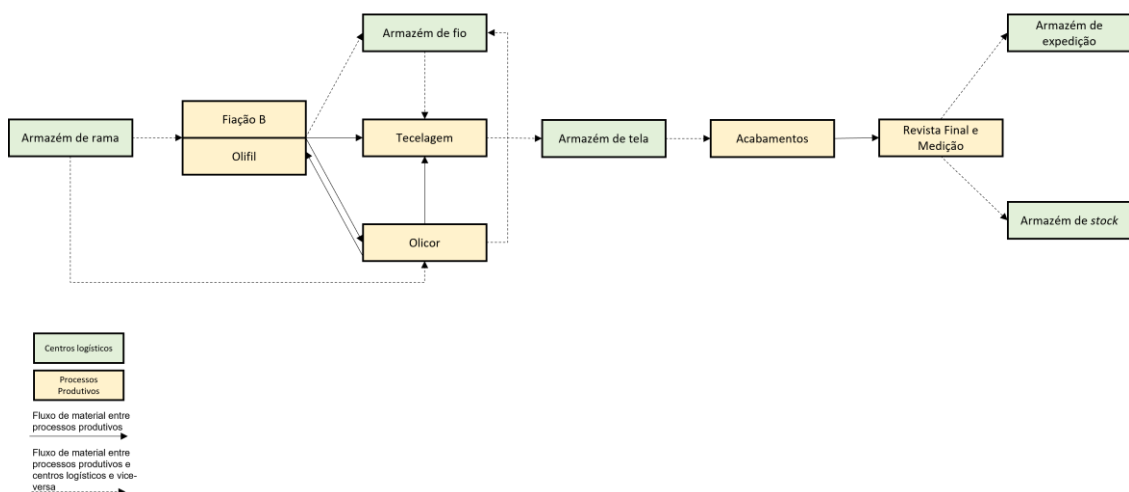 Armazém de fio
Armazém de
expedição
Armazém de rama
Fiação B
Olifil
Tecelagem
Armazém de tela
Acabamentos
Revista Final e
Medição
Olicor
Armazém de stock
Centros logísticos
Processos
Produtivos
Fluxo de material entre
processos produtivos
Fluxo de material entre
processos produtivos e
centros logísticos e vice-
versa